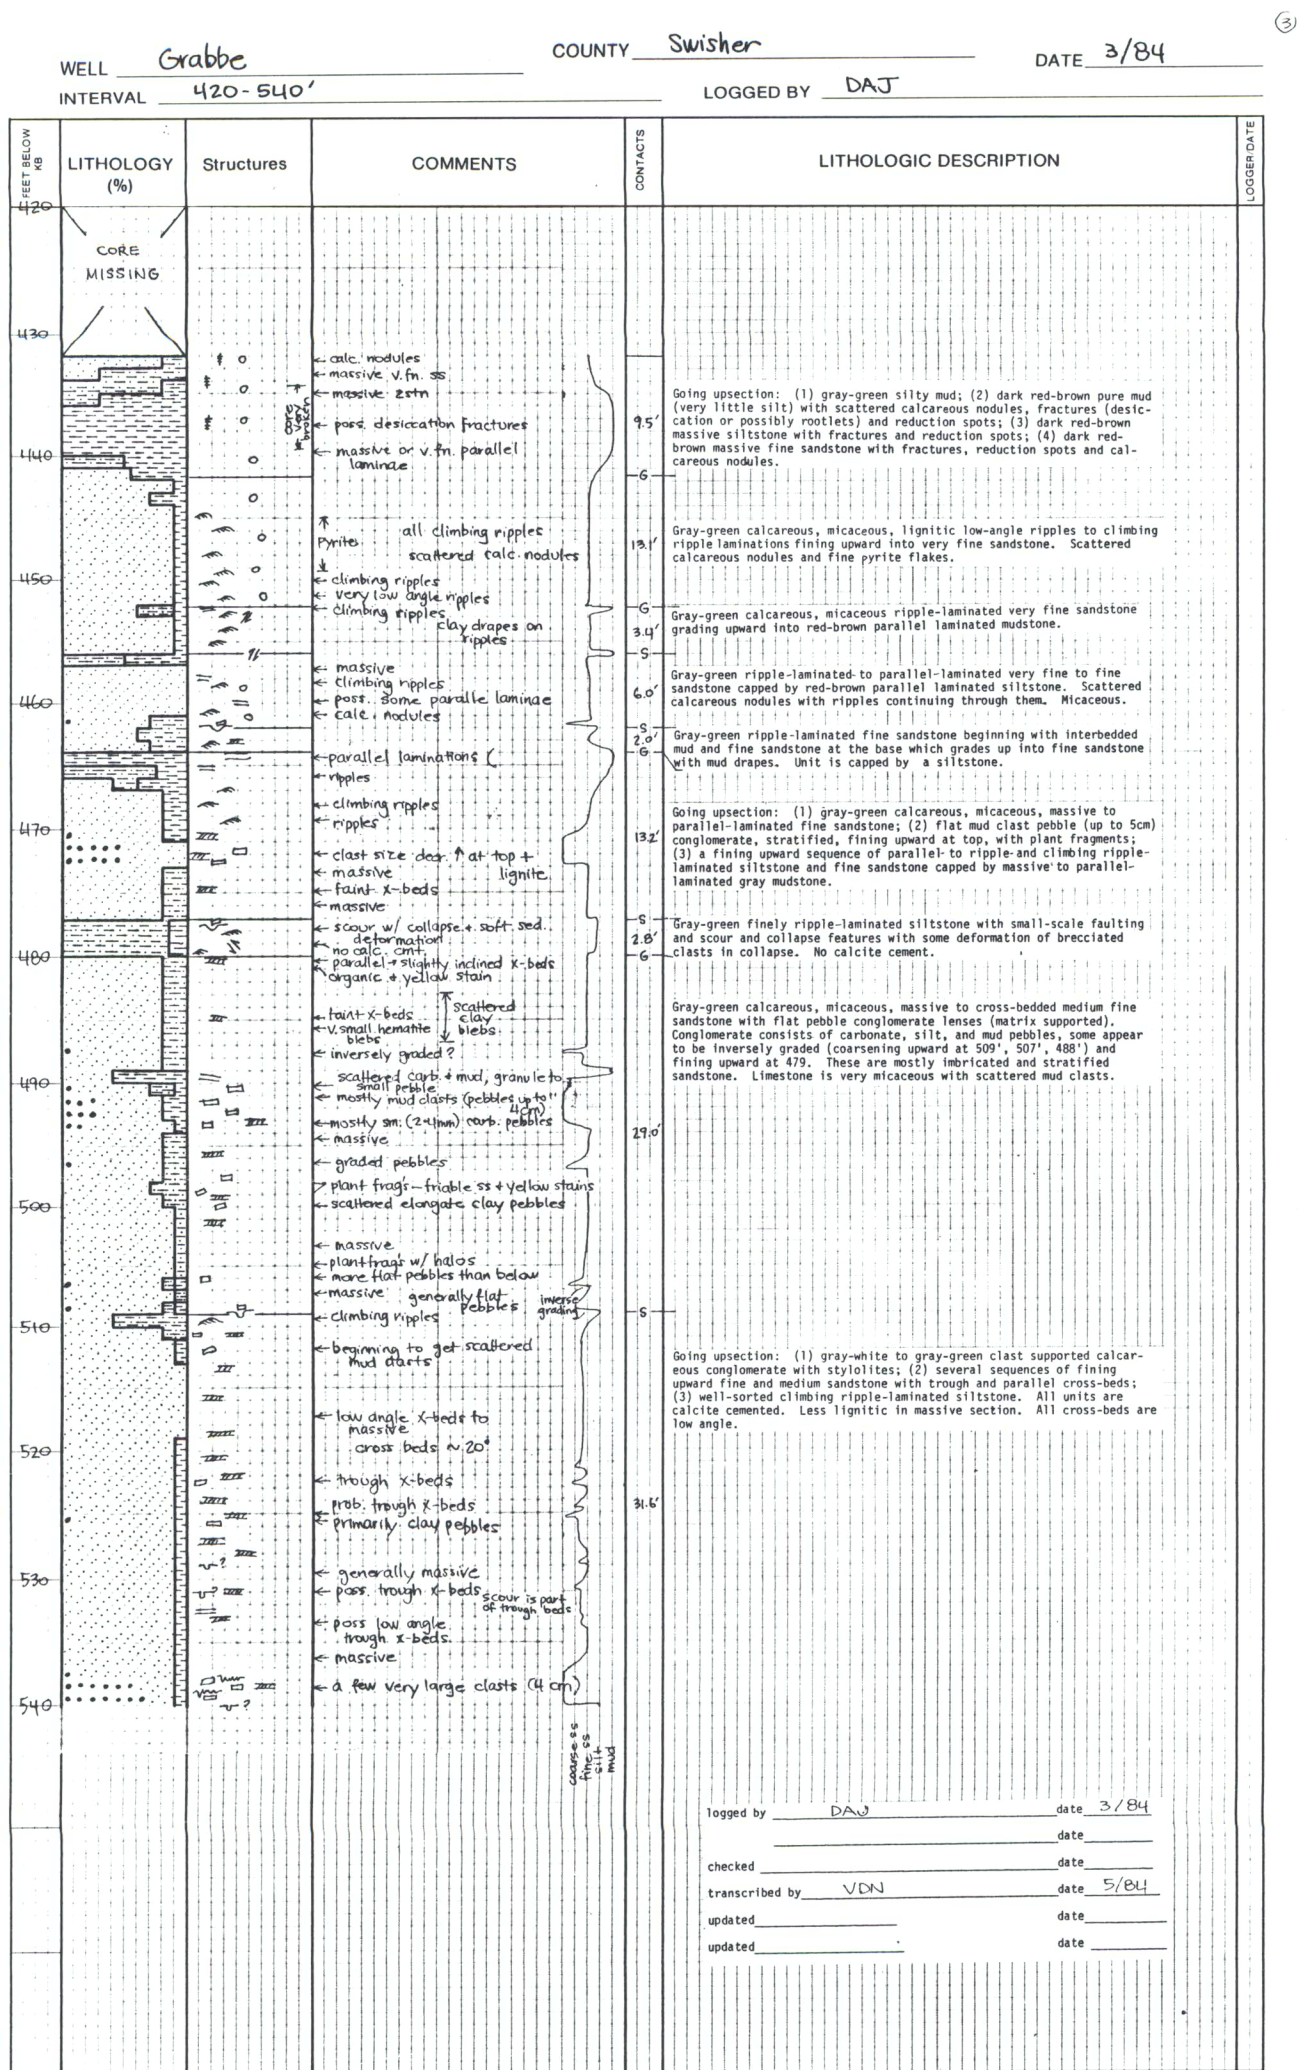 3
WELL Grabbe
COUNTY Swisher
DATE 3/84
INTERVAL 420-540'
LOGGED BY DAJ
FEET BELOW KB
LITHOLOGY (%)
Structures
COMMENTS
CONTACTS
LITHOLOGIC DESCRIPTION
LOGGER/DATE
420
CORE
MISSING
430
calc. nodules
massive v.fn. ss
massive zstn
core very broken
poss. desiccation fractures
massive or v.fn. parallel
laminae
9.5'
Going upsection: (1) gray-green silty mud; (2) dark red-brown pure mud
(very little silt) with scattered calcareous nodules, fractures (desic-
cation or possibly rootlets) and reduction spots; (3) dark red-brown
massive siltstone with fractures and reduction spots; (4) dark red-
brown massive fine sandstone with fractures, reduction spots and cal-
careous nodules.
440
G
Pyrite
all climbing ripples
scattered calc. nodules
13.1'
Gray-green calcareous, micaceous, lignitic low-angle ripples to climbing
ripple laminations fining upward into very fine sandstone. Scattered
calcareous nodules and fine pyrite flakes.
450
climbing ripples
very low angle ripples
climbing ripples
clay drapes on
ripples
G
3.4'
S
Gray-green calcareous, micaceous ripple-laminated very fine sandstone
grading upward into red-brown parallel laminated mudstone.
massive
climbing ripples
poss. some paralle laminae
calc. nodules
6.0'
Gray-green ripple-laminated to parallel-laminated very fine to fine
sandstone capped by red-brown parallel laminated siltstone. Scattered
calcareous nodules with ripples continuing through them. Micaceous.
460
S
2.0'
G
Gray-green ripple-laminated fine sandstone beginning with interbedded
mud and fine sandstone at the base which grades up into fine sandstone
with mud drapes. Unit is capped by a siltstone.
parallel laminations
ripples
climbing ripples
ripples
470
13.2'
Going upsection: (1) gray-green calcareous, micaceous, massive to
parallel-laminated fine sandstone; (2) flat mud clast pebble (up to 5cm)
conglomerate, stratified, fining upward at top, with plant fragments;
(3) a fining upward sequence of parallel- to ripple-and climbing ripple-
laminated siltstone and fine sandstone capped by massive to parallel-
laminated gray mudstone.
clast size decr. ↑ at top +
massive lignite
faint x-beds
massive
S
2.8'
G
scour w/ collapse + soft sed.
deformation
no calc. cmt.
Gray-green finely ripple-laminated siltstone with small-scale faulting
and scour and collapse features with some deformation of brecciated
clasts in collapse. No calcite cement.
480
parallel + slightly inclined x-beds
organic + yellow stain
scattered
clay
blebs
faint x-beds
v.small hematite
blebs
inversely graded?
Gray-green calcareous, micaceous, massive to cross-bedded medium fine
sandstone with flat pebble conglomerate lenses (matrix supported).
Conglomerate consists of carbonate, silt, and mud pebbles, some appear
to be inversely graded (coarsening upward at 509', 507', 488') and
fining upward at 479. These are mostly imbricated and stratified
sandstone. Limestone is very micaceous with scattered mud clasts.
490
scattered carb. + mud, granule to
small pebble
mostly mud clasts (pebbles up to
4cm)
mostly sm. (2-4mm) carb. pebbles
massive
29.0'
graded pebbles
plant frag's - friable ss + yellow stains
scattered elongate clay pebbles
500
massive
plant frag's w/ halos
more flat pebbles than below
massive generally flat
pebbles
inverse
grading
S
climbing ripples
510
beginning to get scattered
mud clasts
Going upsection: (1) gray-white to gray-green clast supported calcar-
eous conglomerate with stylolites; (2) several sequences of fining
upward fine and medium sandstone with trough and parallel cross-beds;
(3) well-sorted climbing ripple-laminated siltstone. All units are
calcite cemented. Less lignitic in massive section. All cross-beds are
low angle.
low angle x-beds to
massive
cross beds ~ 20°
520
trough x-beds
prob. trough x-beds
primarily clay pebbles
31.6'
?
generally massive
530
?
poss. trough x-beds
scour is part
of trough beds
poss low angle
trough x-beds
massive
a few very large clasts (4 cm)
?
540
coarse ss
fine ss
silt
mud
logged by DAJ date 3/84
date
checked date
transcribed by VDN date 5/84
updated date
updated date